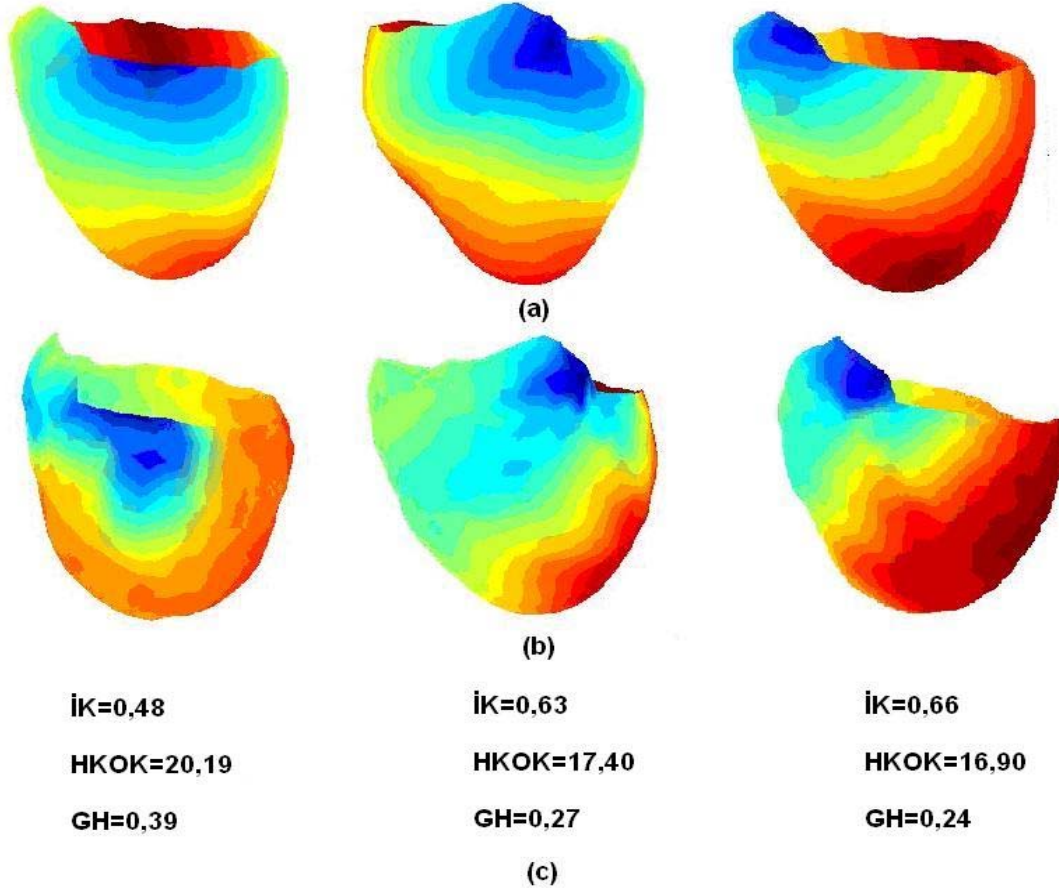 (a)
(b)
İK=0,48 İK=0,63 İK=0,66
HKOK=20,19 HKOK=17,40 HKOK=16,90
GH=0,39 GH=0,27 GH=0,24
(c)